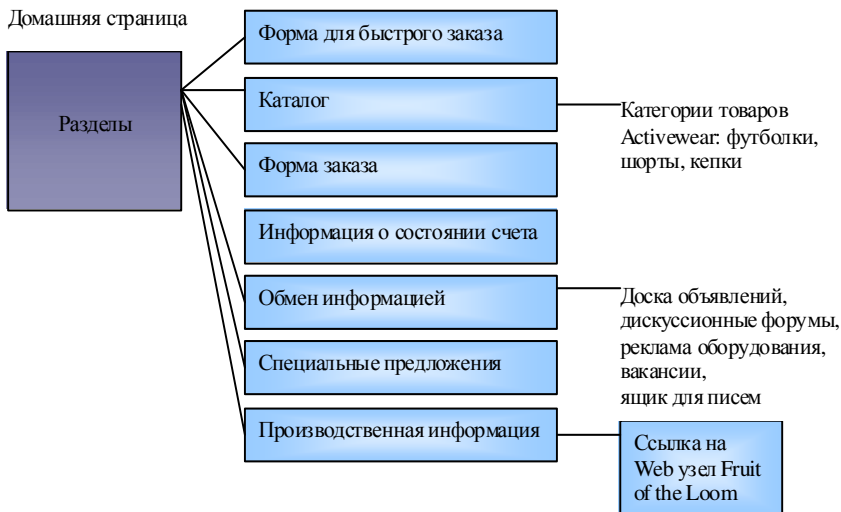 Домашняя страница
Разделы
Форма для быстрого заказа
Каталог
Категории товаров
Activewear: футболки,
шорты, кепки
Форма заказа
Информация о состоянии счета
Обмен информацией
Доска объявлений,
дискуссионные форумы,
реклама оборудования,
вакансии,
ящик для писем
Специальные предложения
Производственная информация
Ссылка на
Web узел Fruit
of the Loom